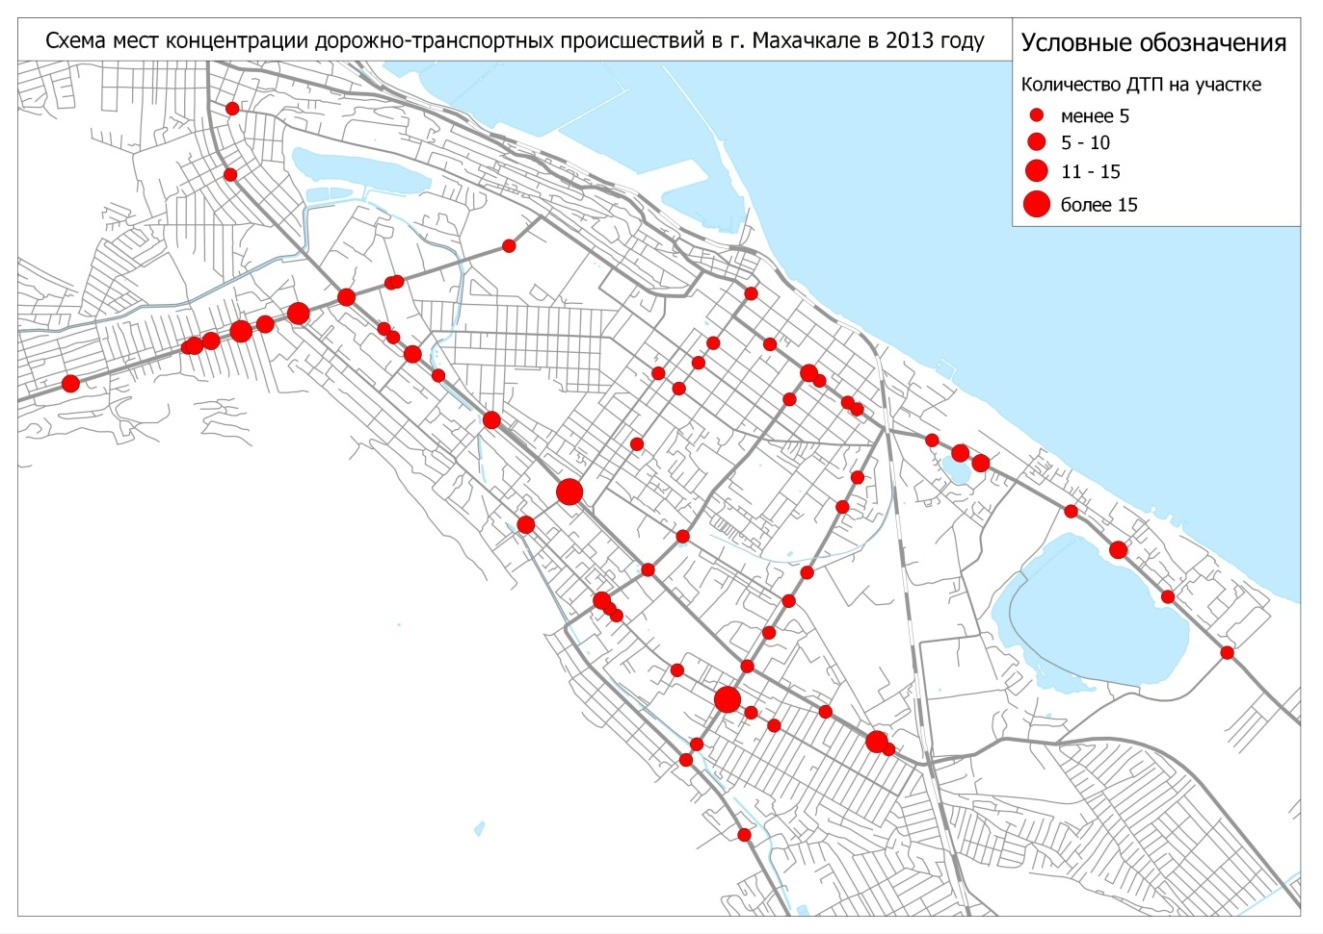 Схема мест концентрации дорожно-транспортных происшествий в г. Махачкале в 2013 году
Условные обозначения
Количество ДТП на участке
менее 5
5 - 10
11 - 15
более 15